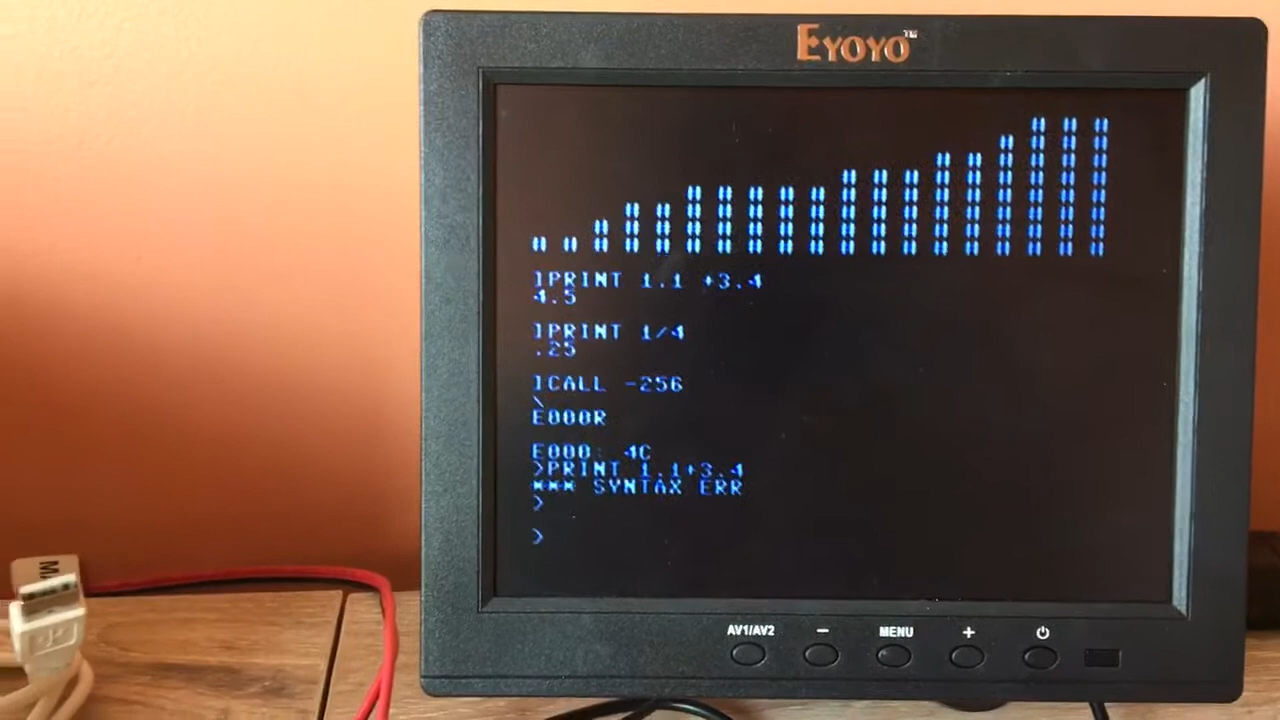 EYOYO™
]PRINT 1.1 +3.4
4.5
]PRINT 1/4
.25
]CALL -256
\
E000R
E000: 4C
>PRINT 1.1+3.4
*** SYNTAX ERR
>
>
AV1/AV2 − MENU +